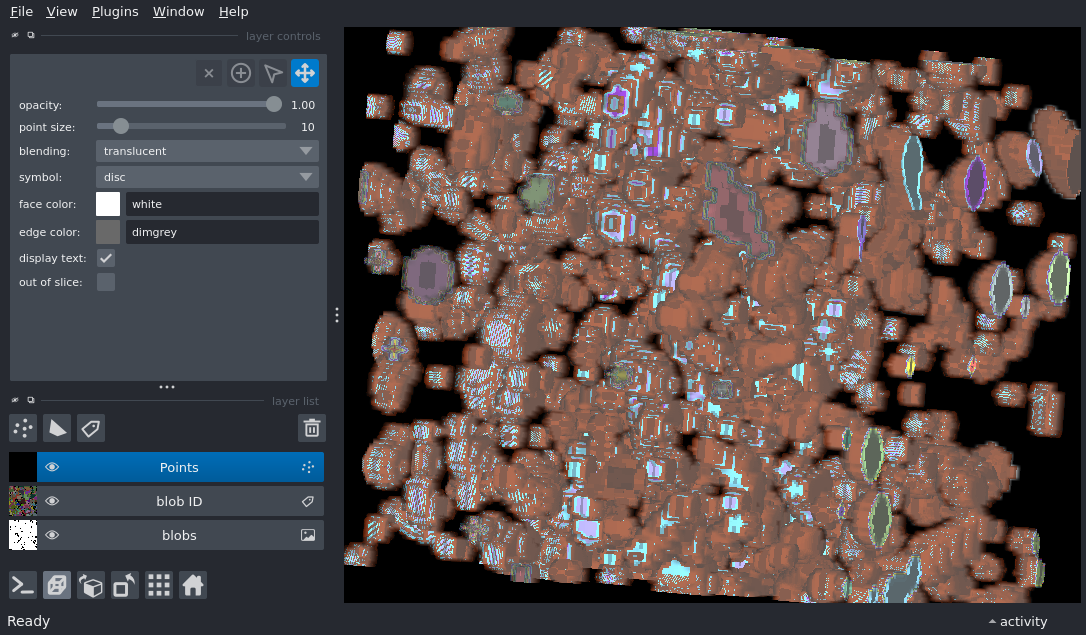 File View Plugins Window Help
layer controls
opacity: 1.00
point size: 10
blending: translucent
symbol: disc
face color: white
edge color: dimgrey
display text:
out of slice:
layer list
Points
blob ID
blobs
Ready activity